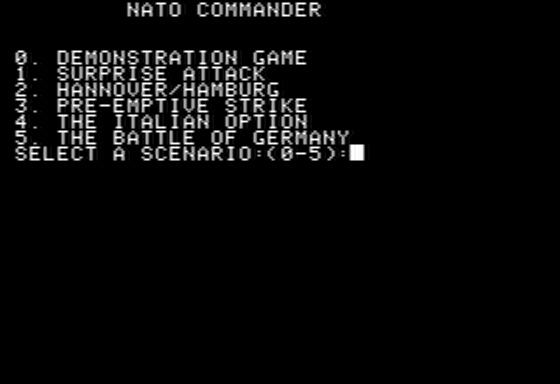 NATO COMMANDER
0. DEMONSTRATION GAME
1. SURPRISE ATTACK
2. HANNOVER/HAMBURG
3. PRE-EMPTIVE STRIKE
4. THE ITALIAN OPTION
5. THE BATTLE OF GERMANY
SELECT A SCENARIO:(0-5):